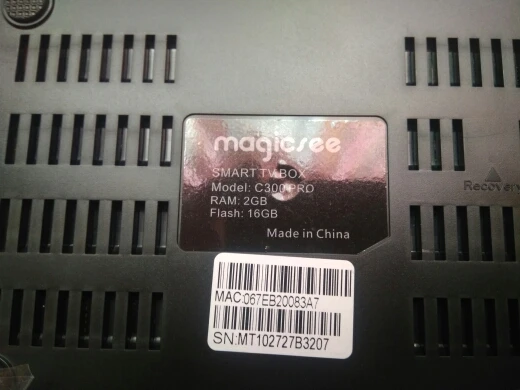 magicsee
SMART TV BOX
Model: C300 PRO
RAM: 2GB
Flash: 16GB
Made in China
Recovery
MAC:067EB20083A7
SN:MT102727B3207